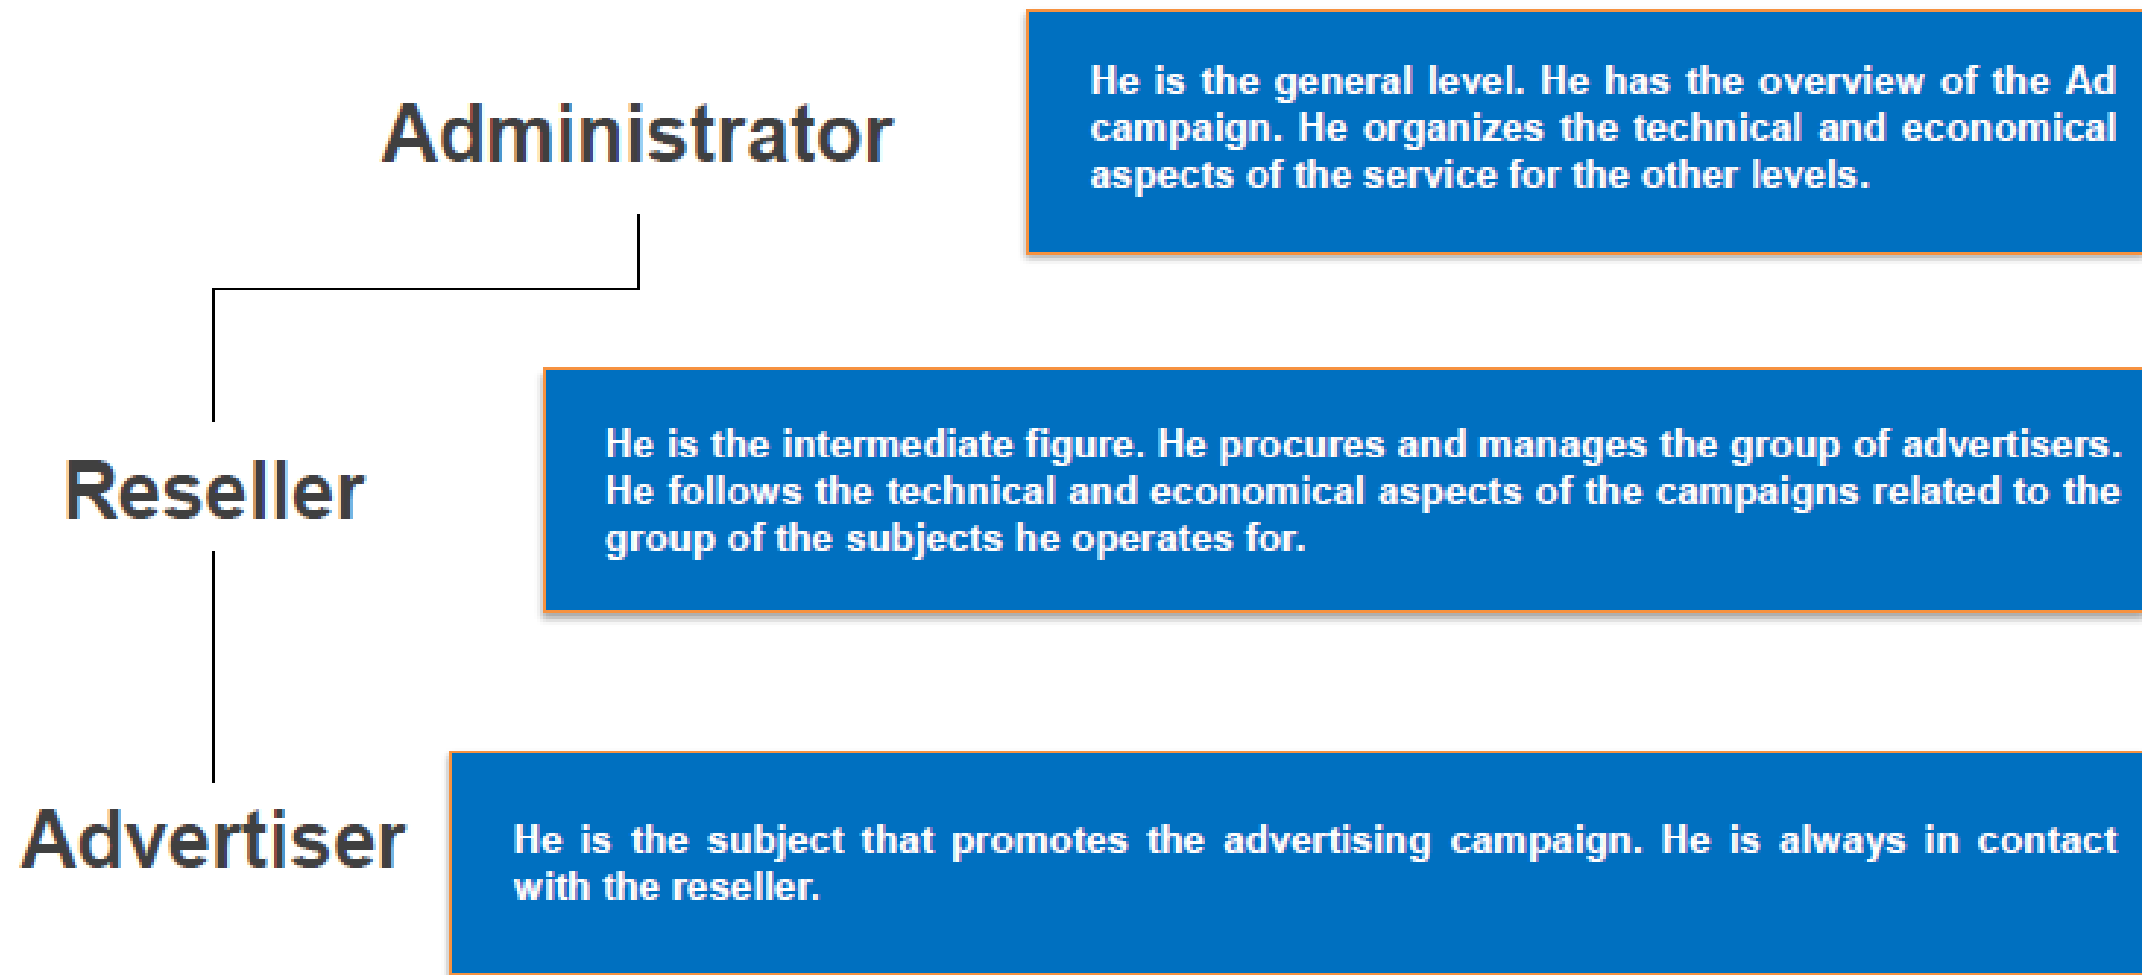 Administrator
He is the general level. He has the overview of the Ad
campaign. He organizes the technical and economical
aspects of the service for the other levels.
Reseller
He is the intermediate figure. He procures and manages the group of advertisers.
He follows the technical and economical aspects of the campaigns related to the
group of the subjects he operates for.
Advertiser
He is the subject that promotes the advertising campaign. He is always in contact
with the reseller.